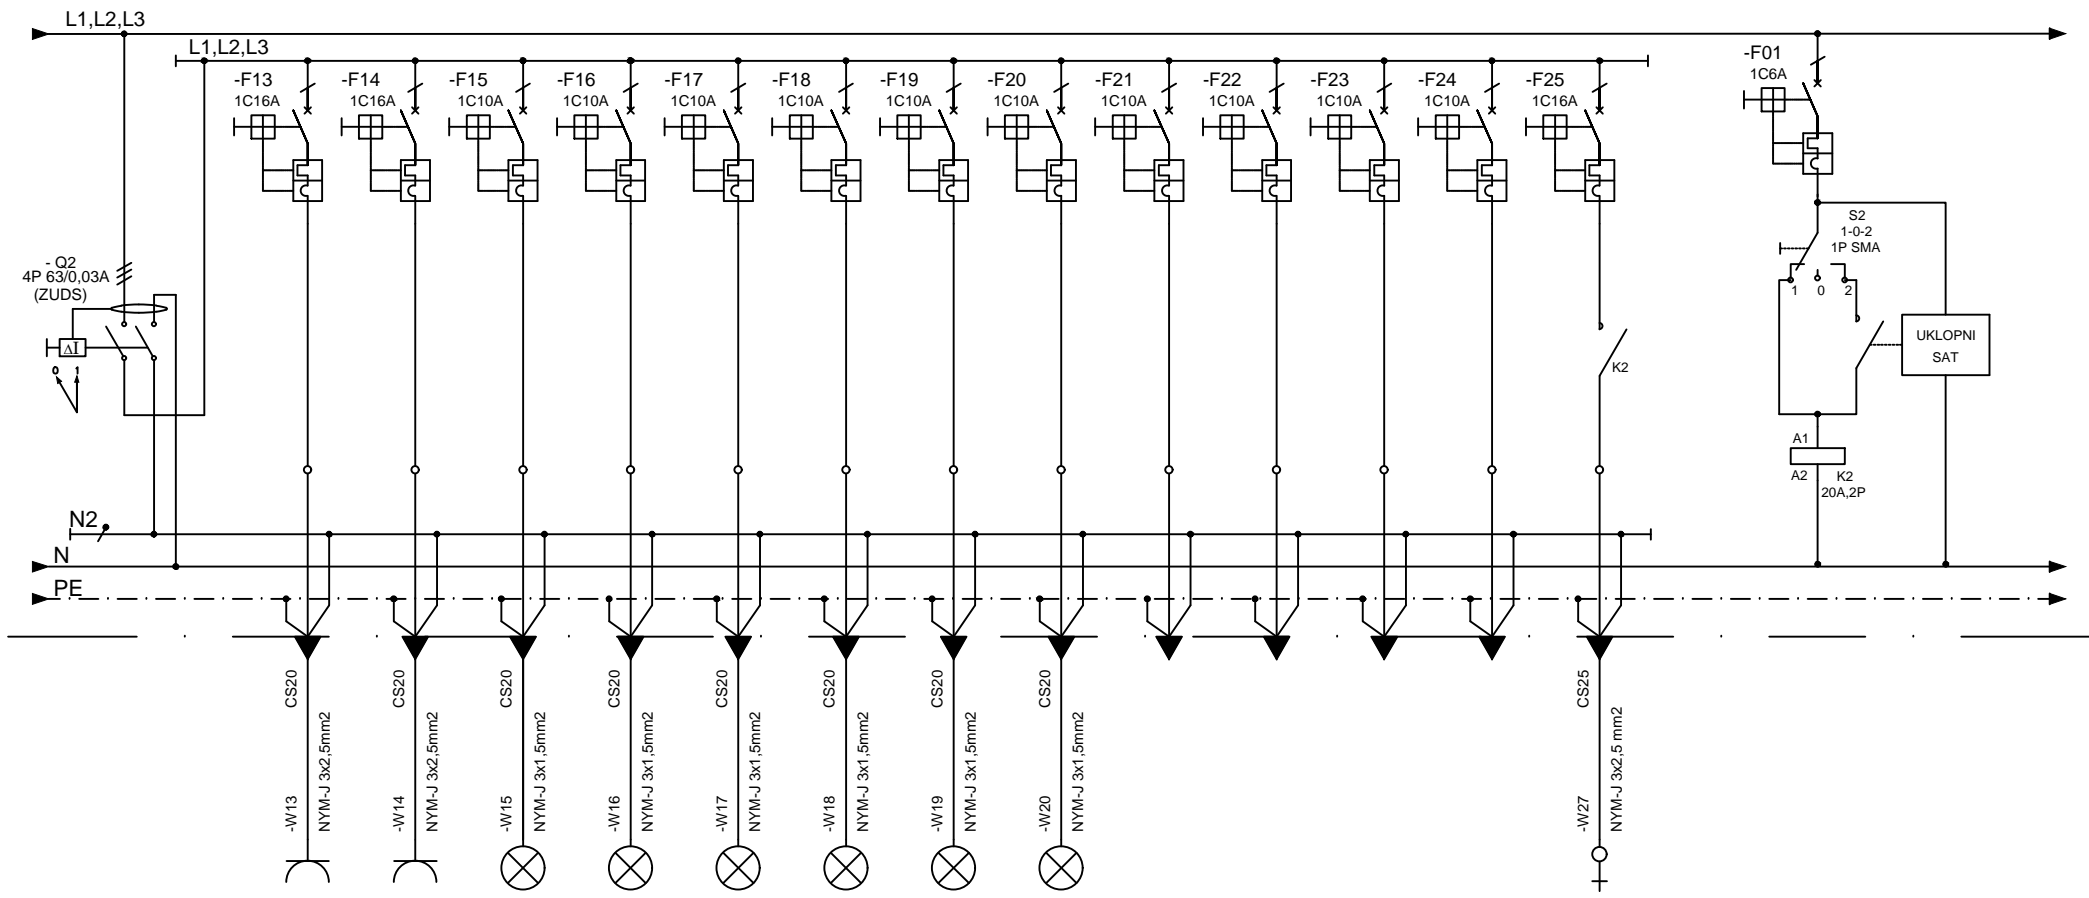 L1,L2,L3
L1,L2,L3
-F13
1C16A
-F14
1C16A
-F15
1C10A
-F16
1C10A
-F17
1C10A
-F18
1C10A
-F19
1C10A
-F20
1C10A
-F21
1C10A
-F22
1C10A
-F23
1C10A
-F24
1C10A
-F25
1C16A
-F01
1C6A
- Q2
4P 63/0,03A
(ZUDS)
ΔI
0 1
S2
1-0-2
1P SMA
1 0 2
UKLOPNI
SAT
K2
A1
A2
K2
20A,2P
N2
N
PE
CS20
-W13
NYM-J 3x2,5mm2
CS20
-W14
NYM-J 3x2,5mm2
CS20
-W15
NYM-J 3x1,5mm2
CS20
-W16
NYM-J 3x1,5mm2
CS20
-W17
NYM-J 3x1,5mm2
CS20
-W18
NYM-J 3x1,5mm2
CS20
-W19
NYM-J 3x1,5mm2
CS20
-W20
NYM-J 3x1,5mm2
CS25
-W27
NYM-J 3x2,5 mm2